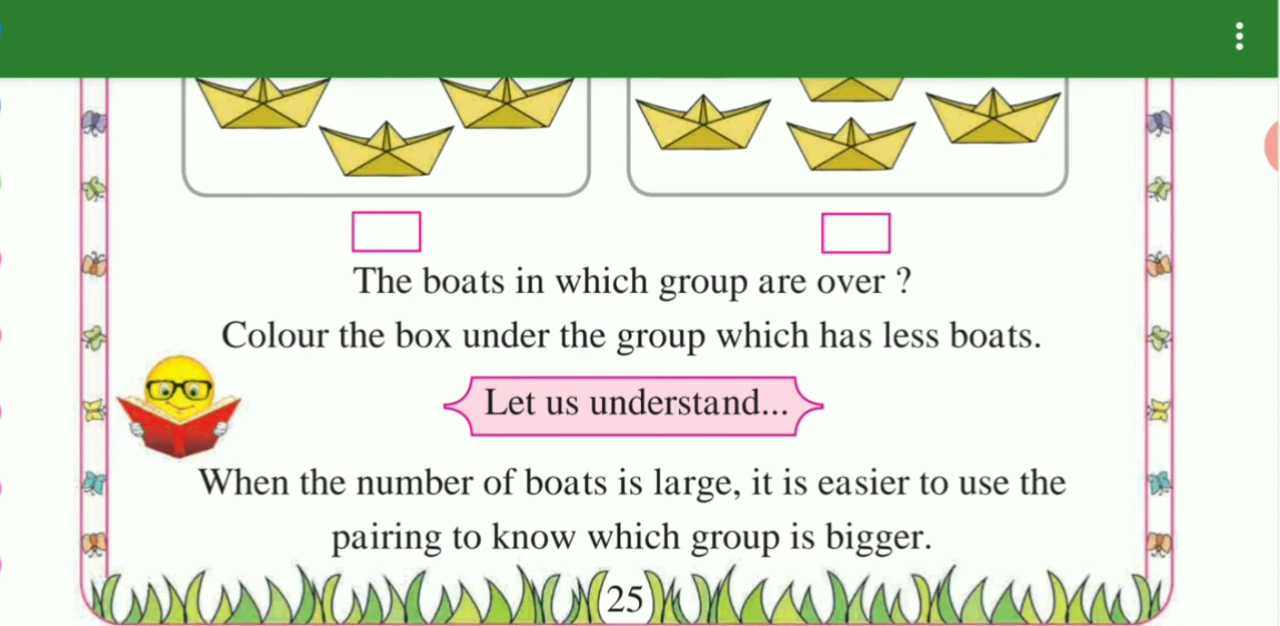 The boats in which group are over ?
Colour the box under the group which has less boats.
Let us understand...
When the number of boats is large, it is easier to use the
pairing to know which group is bigger.
25